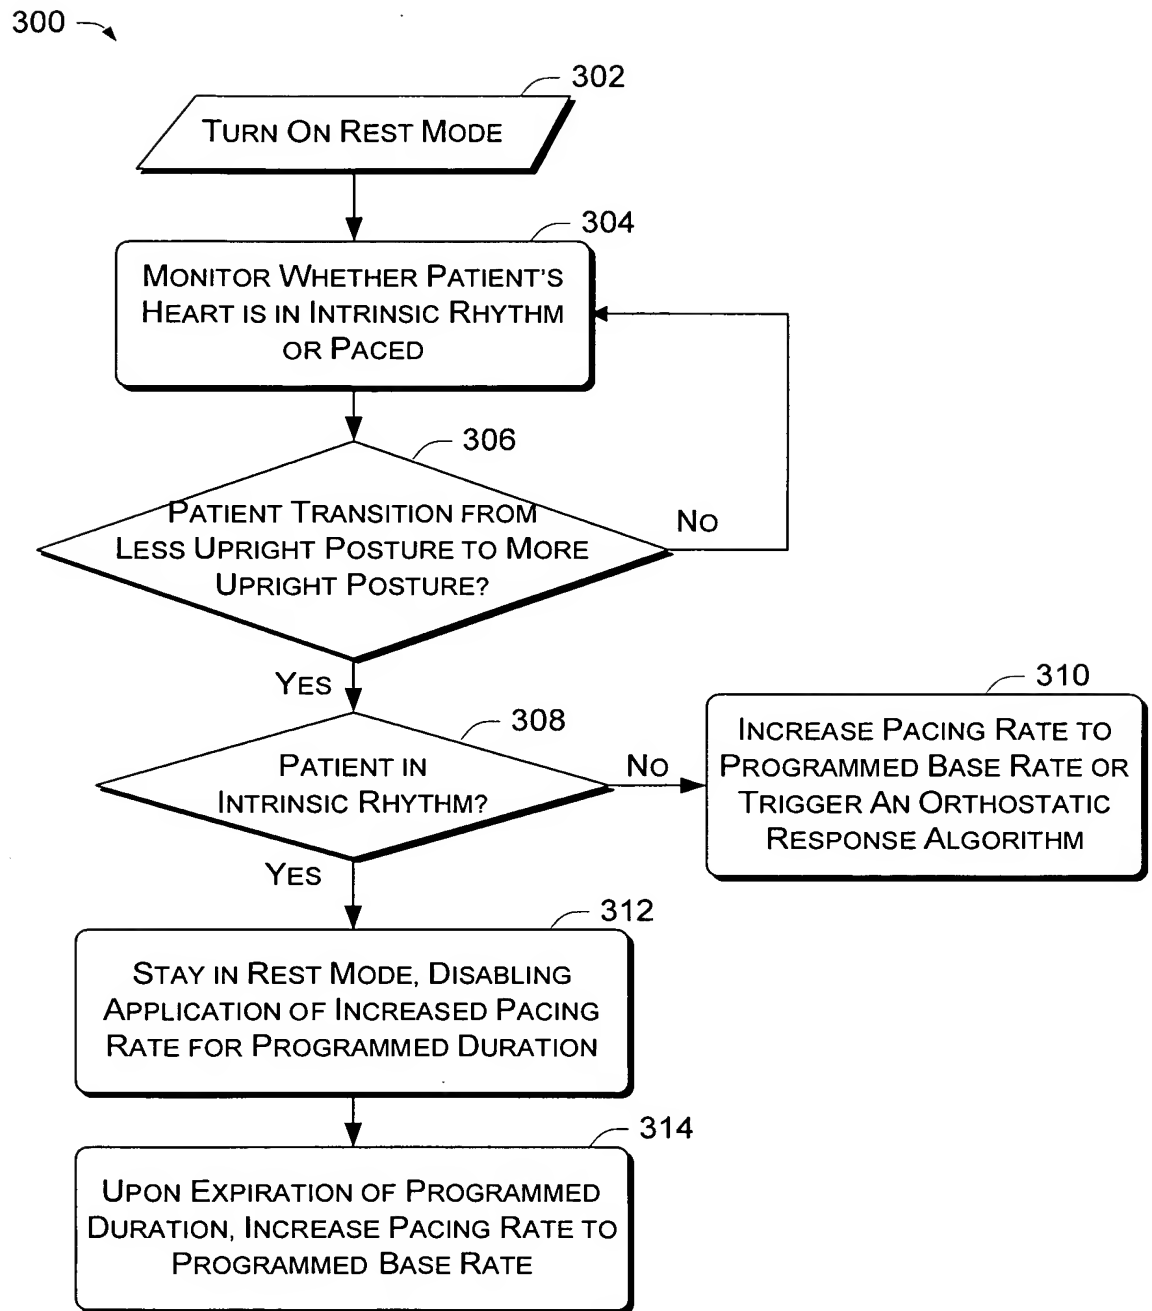 300
302
TURN ON REST MODE
304
MONITOR WHETHER PATIENT'S
HEART IS IN INTRINSIC RHYTHM
OR PACED
306
PATIENT TRANSITION FROM
LESS UPRIGHT POSTURE TO MORE
UPRIGHT POSTURE?
NO
YES
308
PATIENT IN
INTRINSIC RHYTHM?
NO
310
INCREASE PACING RATE TO
PROGRAMMED BASE RATE OR
TRIGGER AN ORTHOSTATIC
RESPONSE ALGORITHM
YES
312
STAY IN REST MODE, DISABLING
APPLICATION OF INCREASED PACING
RATE FOR PROGRAMMED DURATION
314
UPON EXPIRATION OF PROGRAMMED
DURATION, INCREASE PACING RATE TO
PROGRAMMED BASE RATE